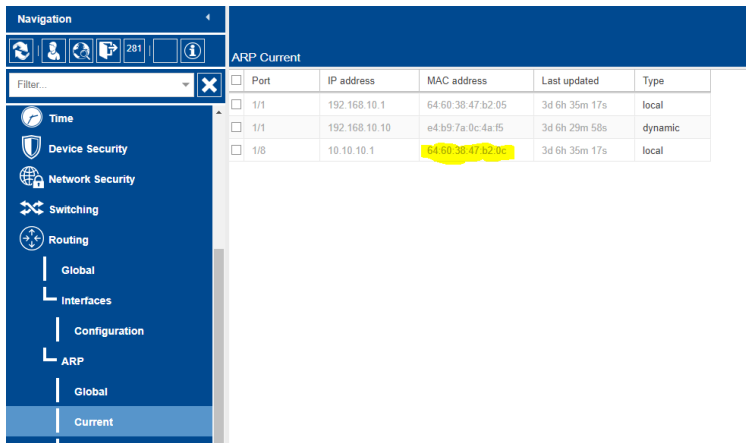 Navigation
281
Filter...
Time
Device Security
Network Security
Switching
Routing
Global
Interfaces
Configuration
ARP
Global
Current
ARP Current
Port IP address MAC address Last updated Type
1/1 192.168.10.1 64:60:38:47:b2:05 3d 6h 35m 17s local
1/1 192.168.10.10 e4:b9:7a:0c:4a:f5 3d 6h 29m 58s dynamic
1/8 10.10.10.1 64:60:38:47:b2:0c 3d 6h 35m 17s local